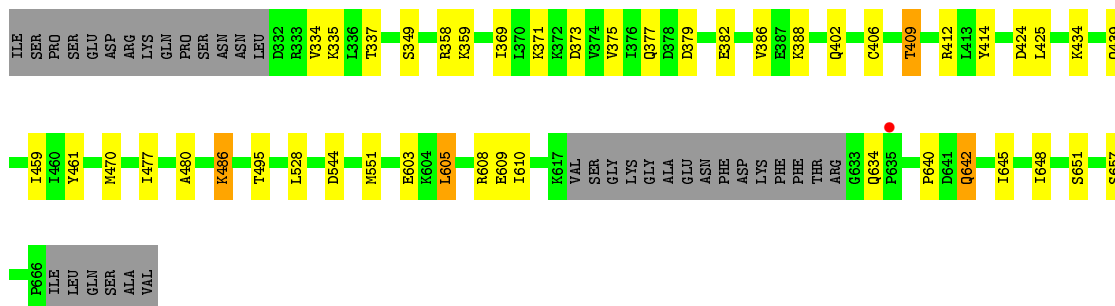 ILE SER PRO SER GLU ASP ARG LYS GLN PRO SER ASN ASN LEU D332 R333 V334 K335 L336 T337 S349 R358 K359 I369 L370 K371 K372 D373 V374 V375 I376 Q377 D378 D379 E382 V386 E387 K388 Q402 C406 T409 R412 L413 Y414 D424 L425 K434
I459 I460 Y461 M470 I477 A480 K486 T495 L528 D544 M551 E603 K604 L605 R608 E609 I610 K617 VAL SER GLY LYS GLY ALA GLU ASN PHE ASP LYS PHE PHE THR ARG G633 Q634 P635 P640 D641 Q642 I645 I648 S651 S657
P666 ILE LEU GLN SER ALA VAL